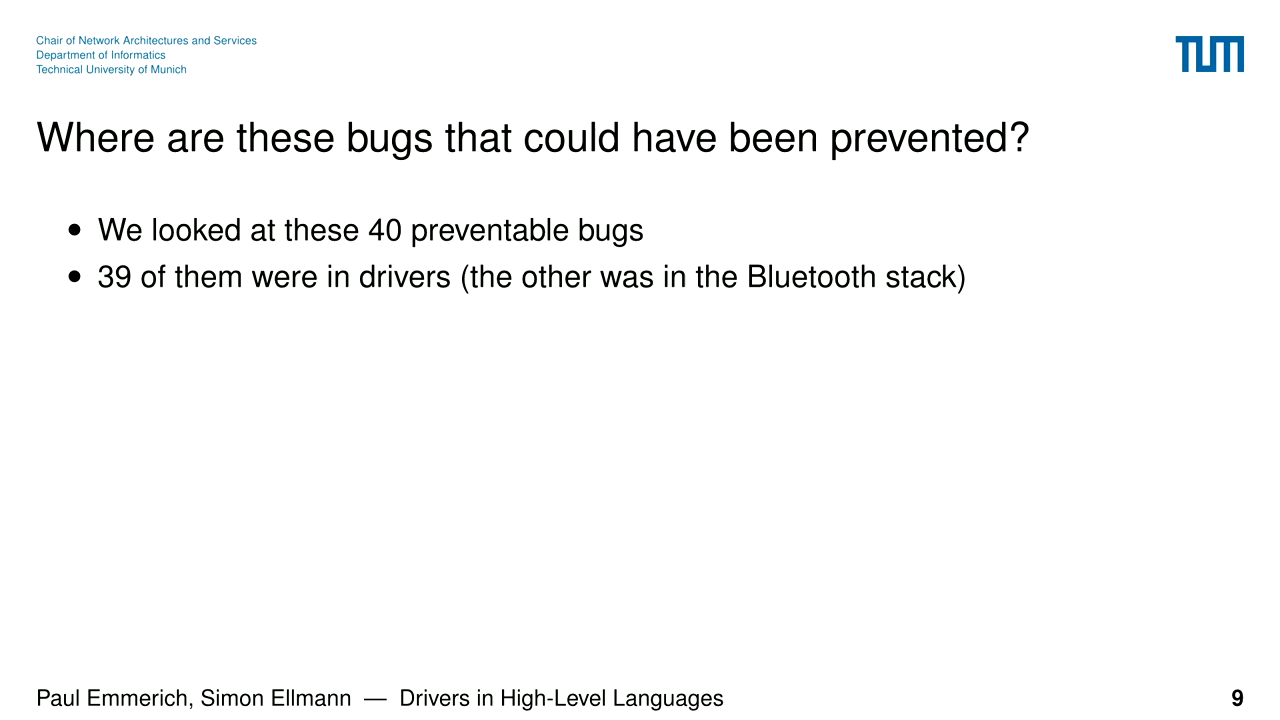 Chair of Network Architectures and Services
Department of Informatics
Technical University of Munich
TUM
Where are these bugs that could have been prevented?
• We looked at these 40 preventable bugs
• 39 of them were in drivers (the other was in the Bluetooth stack)
Paul Emmerich, Simon Ellmann — Drivers in High-Level Languages
9